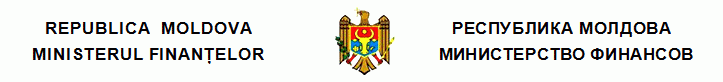 REPUBLICA MOLDOVA
MINISTERUL FINANȚELOR
РЕСПУБЛИКА МОЛДОВА
МИНИСТЕРСТВО ФИНАНСОВ